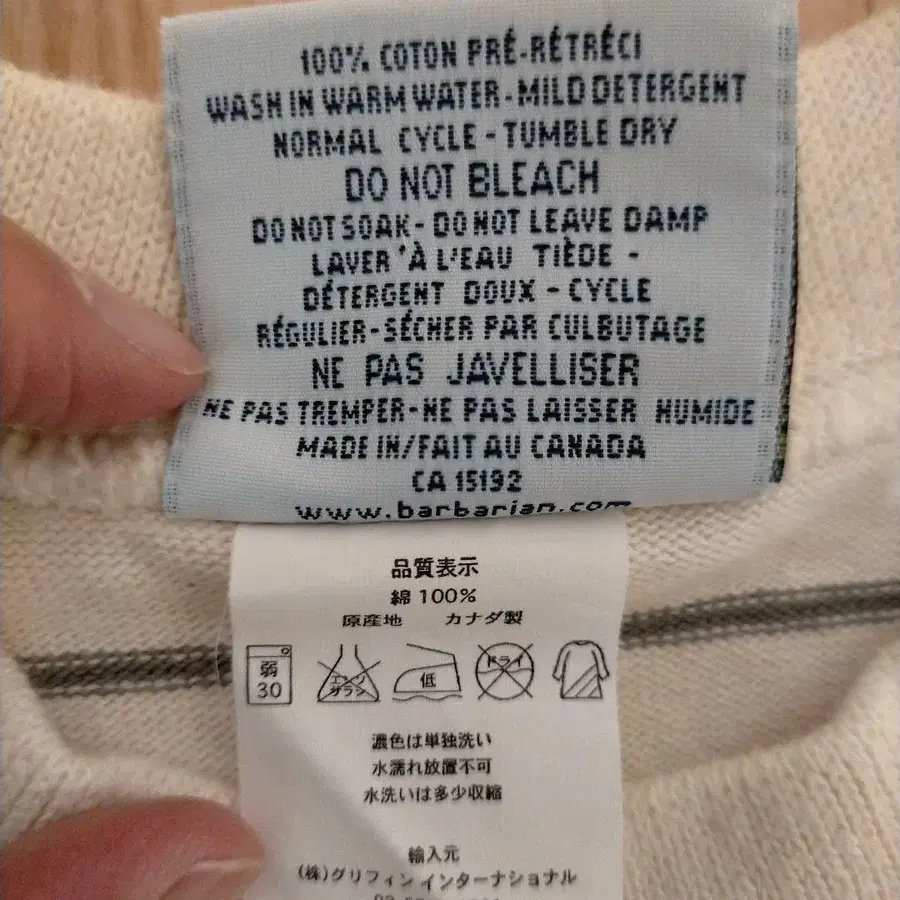 100% COTON PRÉ-RÉTRÉCI
WASH IN WARM WATER-MILD DETERGENT
NORMAL CYCLE - TUMBLE DRY
DO NOT BLEACH
DO NOT SOAK - DO NOT LEAVE DAMP
LAVER À L'EAU TIÈDE -
DÉTERGENT DOUX - CYCLE
RÉGULIER-SÉCHER PAR CULBUTAGE
NE PAS JAVELLISER
NE PAS TREMPER-NE PAS LAISSER HUMIDE
MADE IN/FAIT AU CANADA
CA 15192
www.barbarian.com
品質表示
綿 100%
原産地 カナダ製
弱 30 エンソ サラシ 低 ドライ
濃色は単独洗い
水濡れ放置不可
水洗いは多少収縮
輸入元
(株)グリフィン インターナショナル